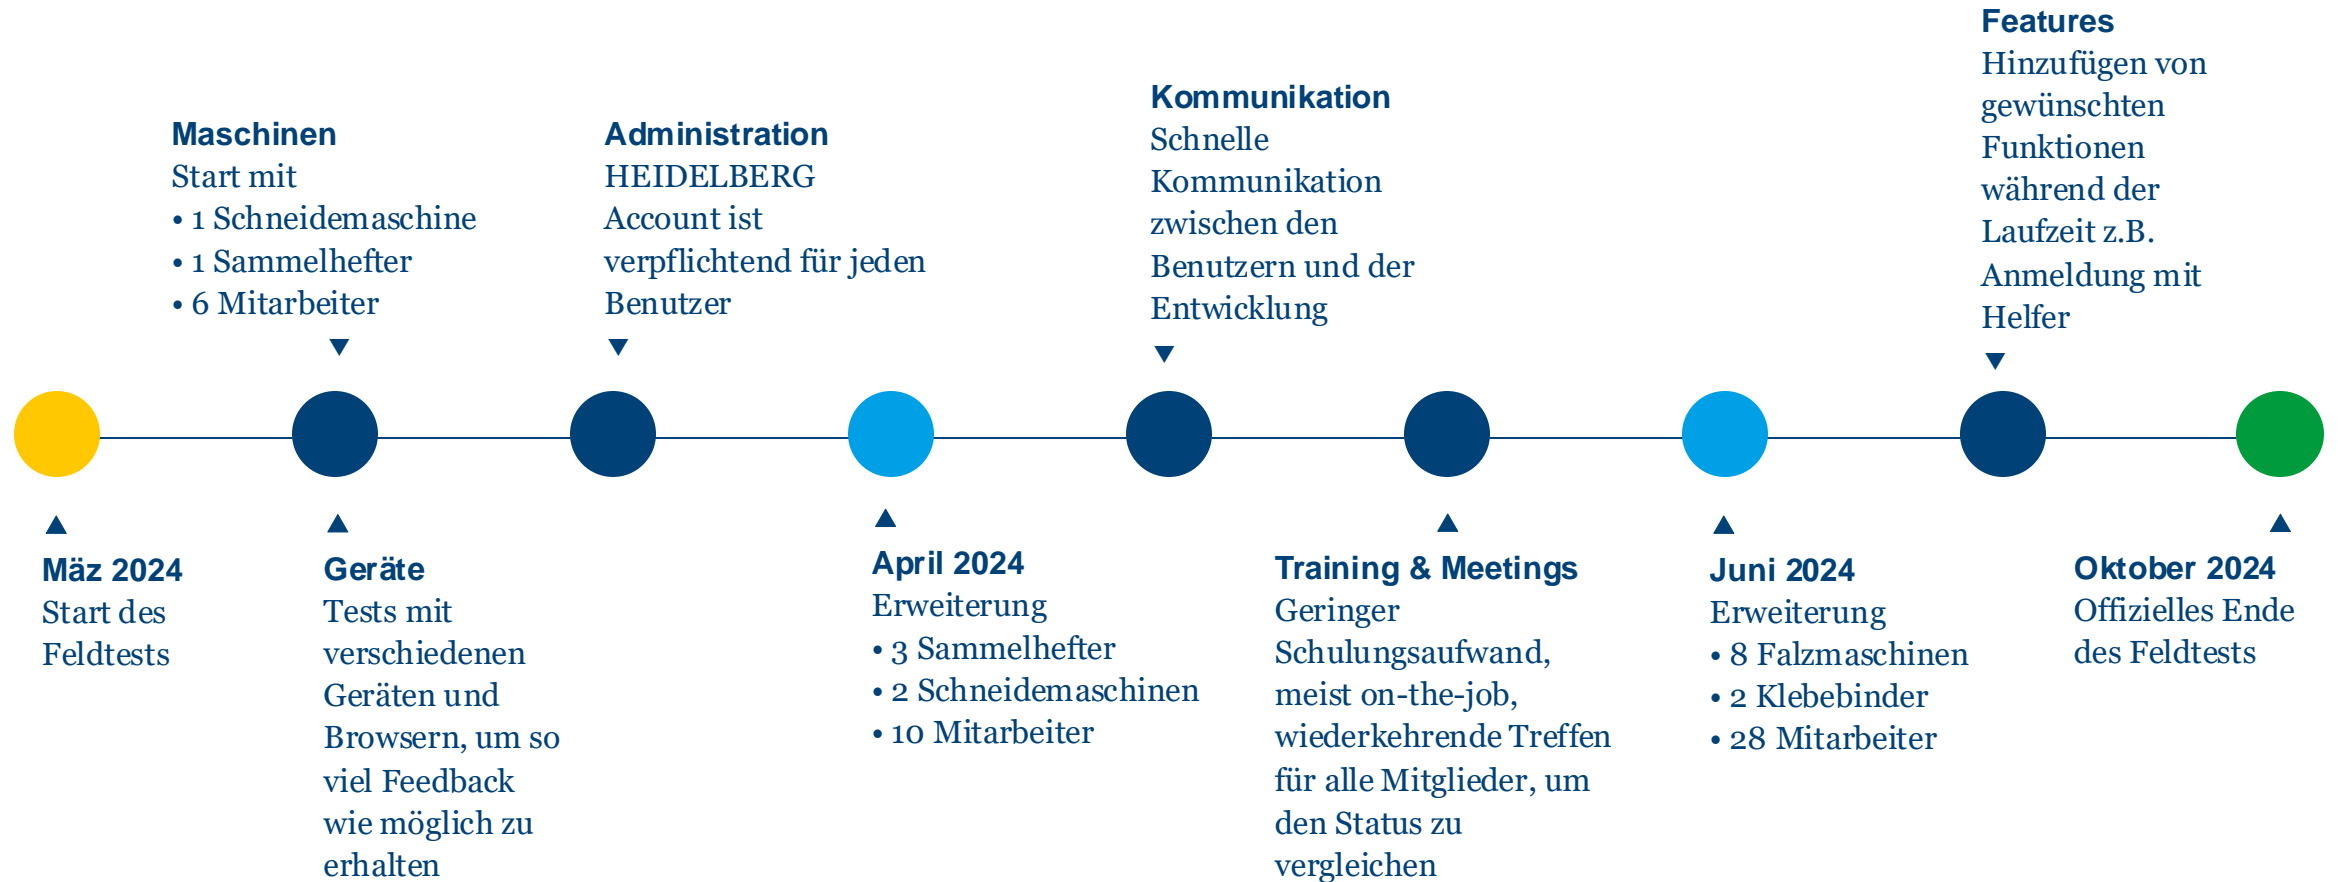 Maschinen
Start mit
• 1 Schneidemaschine
• 1 Sammelhefter
• 6 Mitarbeiter
Administration
HEIDELBERG
Account ist
verpflichtend für jeden
Benutzer
Kommunikation
Schnelle
Kommunikation
zwischen den
Benutzern und der
Entwicklung
Features
Hinzufügen von
gewünschten
Funktionen
während der
Laufzeit z.B.
Anmeldung mit
Helfer
Mäz 2024
Start des
Feldtests
Geräte
Tests mit
verschiedenen
Geräten und
Browsern, um so
viel Feedback
wie möglich zu
erhalten
April 2024
Erweiterung
• 3 Sammelhefter
• 2 Schneidemaschinen
• 10 Mitarbeiter
Training & Meetings
Geringer
Schulungsaufwand,
meist on-the-job,
wiederkehrende Treffen
für alle Mitglieder, um
den Status zu
vergleichen
Juni 2024
Erweiterung
• 8 Falzmaschinen
• 2 Klebebinder
• 28 Mitarbeiter
Oktober 2024
Offizielles Ende
des Feldtests